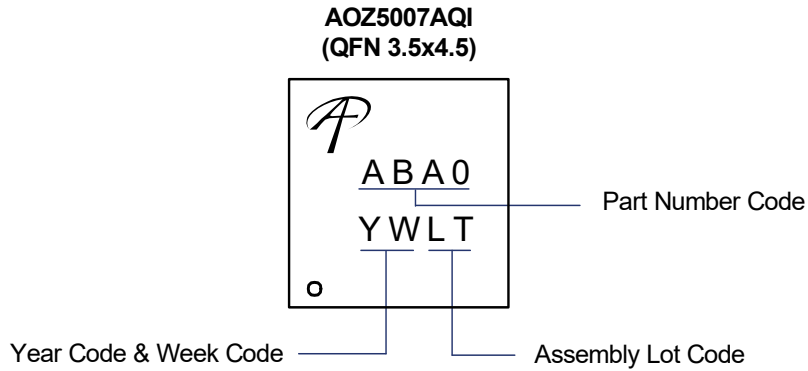 AOZ5007AQI
(QFN 3.5x4.5)
ABA0
Part Number Code
YWLT
Year Code & Week Code
Assembly Lot Code